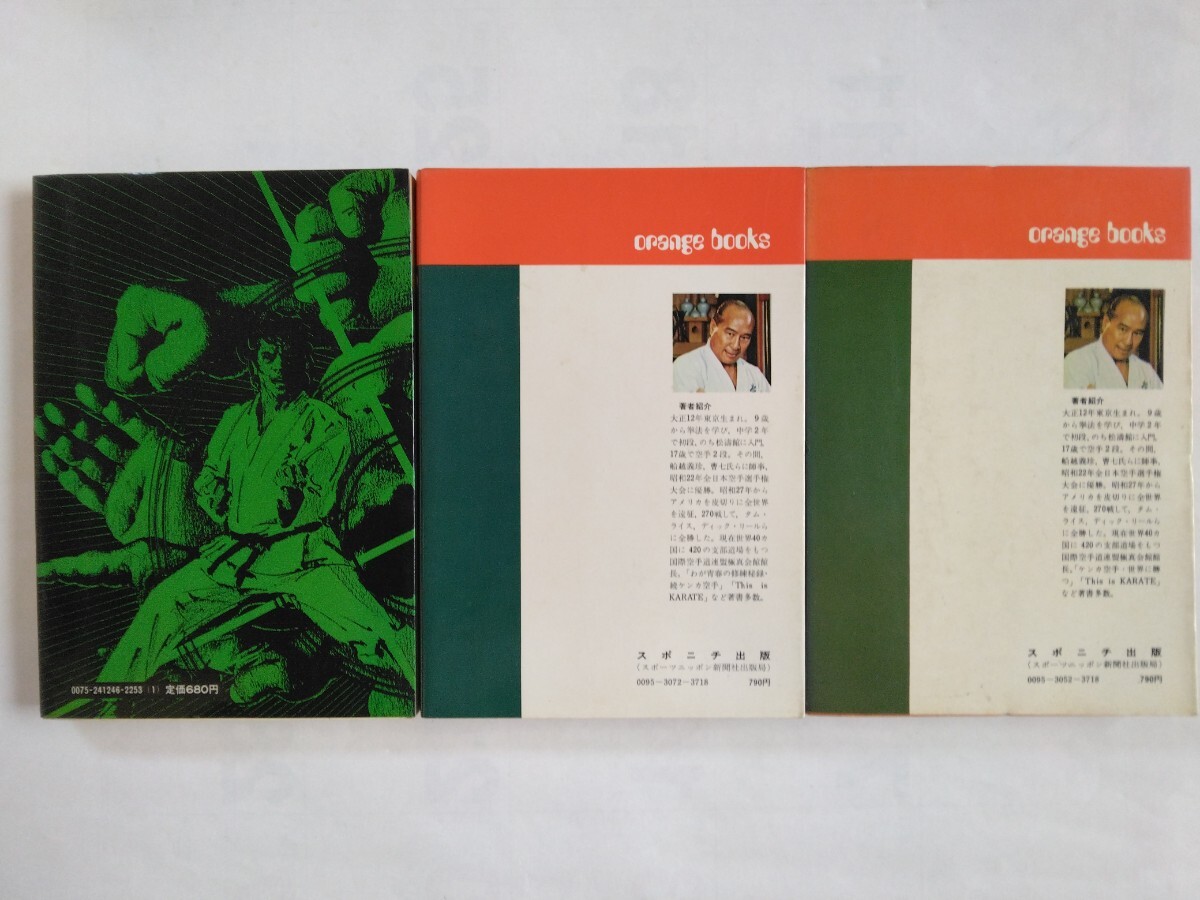 0075-241246-2253 (1) 定価680円
orange books
著者紹介
大正12年東京生まれ。9歳
から拳法を学び、中学2年
で初段。のち松濤館に入門、
17歳で空手2段。その間、
船越義珍、曹七氏らに師事。
昭和22年全日本空手選手権
大会に優勝。昭和27年から
アメリカを皮切りに全世界
を遠征、270戦して、タム・
ライス、ディック・リールら
に全勝した。現在世界40ヵ
国に420の支部道場をもつ
国際空手道連盟極真会館館
長。「わが青春の修練秘録・
続ケンカ空手」「This is
KARATE」など著書多数。
スポニチ出版
(スポーツニッポン新聞社出版局)
0095-3072-3718 790円
orange books
著者紹介
大正12年東京生まれ。9歳
から拳法を学び、中学2年
で初段。のち松濤館に入門、
17歳で空手2段。その間、
船越義珍、曹七氏らに師事。
昭和22年全日本空手選手権
大会に優勝。昭和27年から
アメリカを皮切りに全世界
を遠征、270戦して、タム・
ライス、ディック・リールら
に全勝した。現在世界40ヵ
国に420の支部道場をもつ
国際空手道連盟極真会館館
長。「ケンカ空手・世界に勝
つ」「This is KARATE」
など著書多数。
スポニチ出版
(スポーツニッポン新聞社出版局)
0095-3052-3718 790円